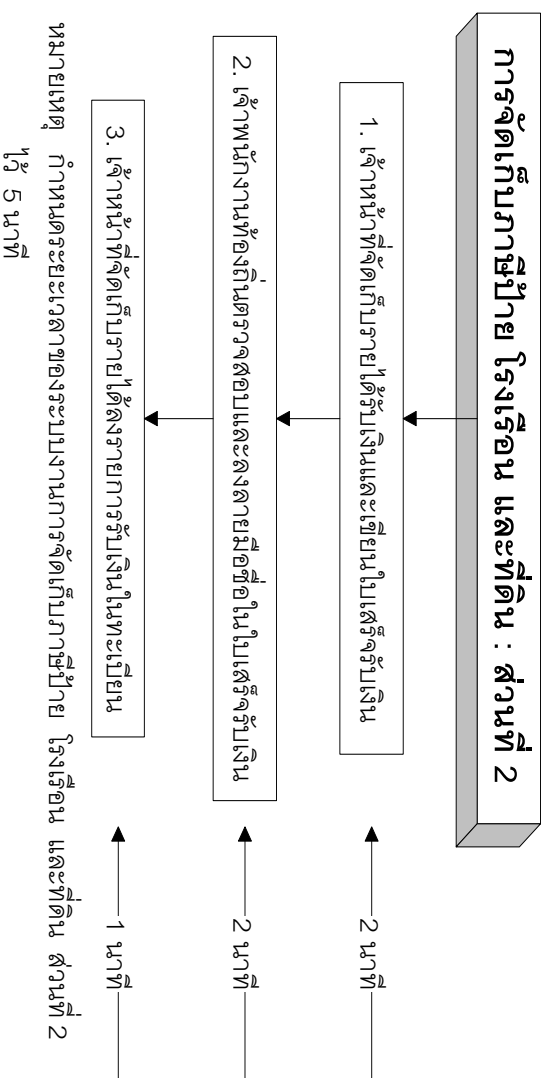 การจัดเก็บภาษีป้าย โรงเรือน และที่ดิน : ส่วนที่ 2
1. เจ้าหน้าที่จัดเก็บรายได้รับเงินและเขียนใบเสร็จรับเงิน
2 นาที
2. เจ้าพนักงานท้องถิ่นตรวจสอบและลงลายมือชื่อในใบเสร็จรับเงิน
2 นาที
3. เจ้าหน้าที่จัดเก็บรายได้ลงรายการรับเงินในทะเบียน
1 นาที
หมายเหตุ กำหนดระยะเวลาของระบบงานการจัดเก็บภาษีป้าย โรงเรือน และที่ดิน ส่วนที่ 2
ไว้ 5 นาที